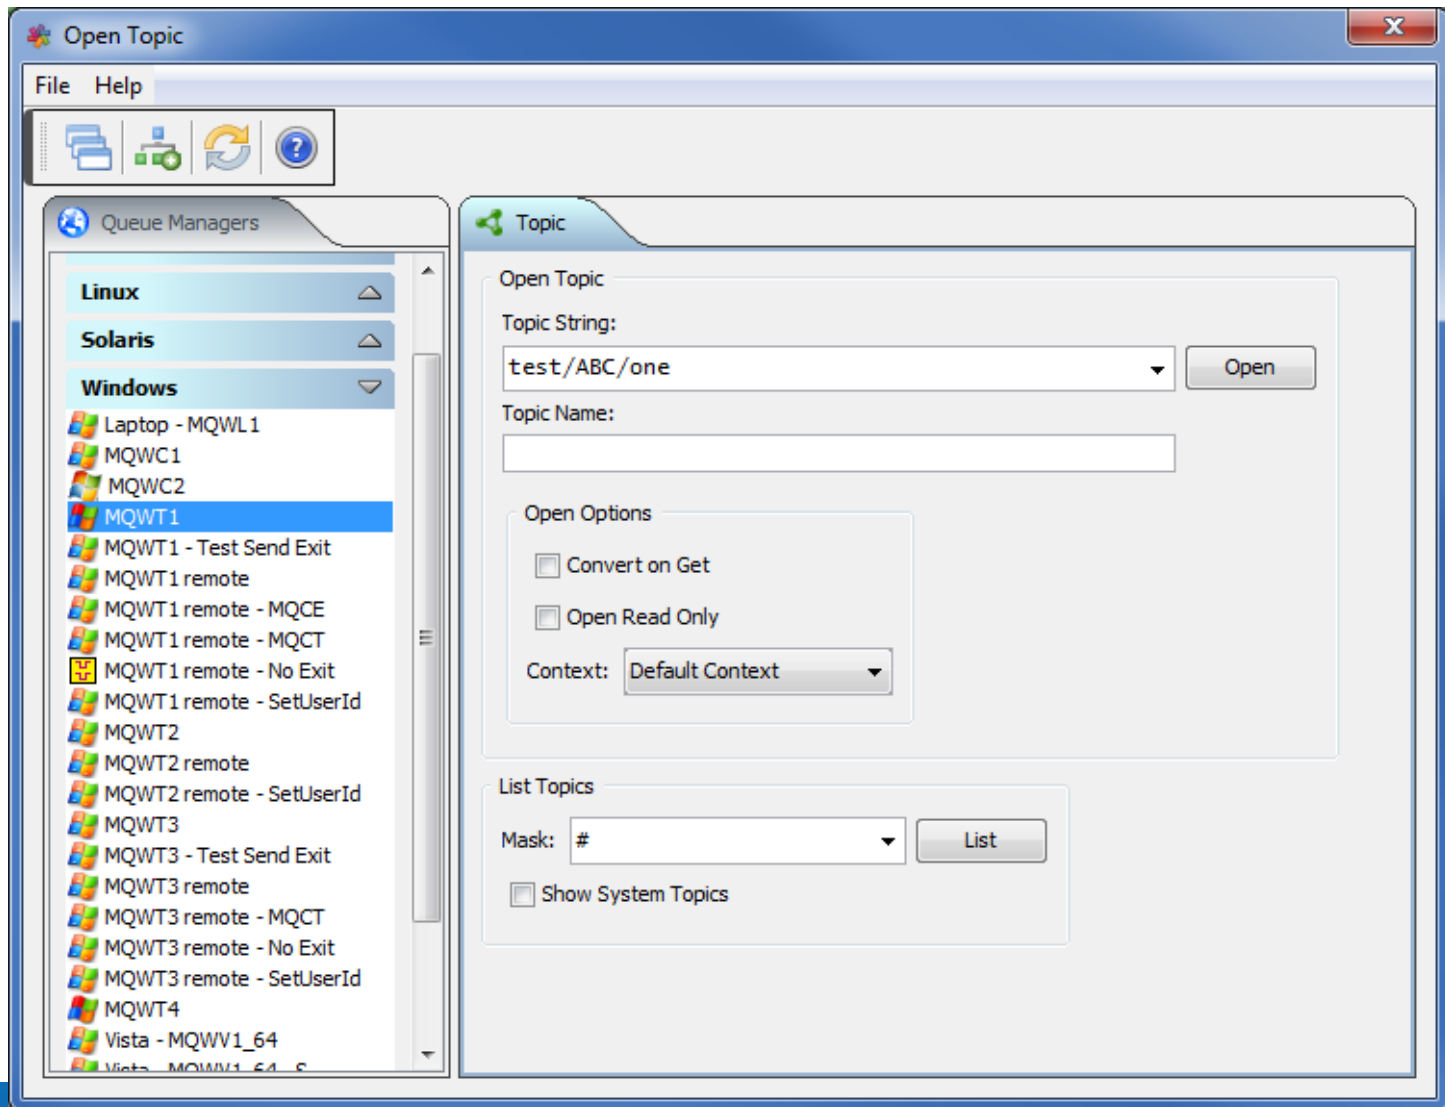 Open Topic
File Help
Queue Managers
Linux
Solaris
Windows
Laptop - MQWL1
MQWC1
MQWC2
MQWT1
MQWT1 - Test Send Exit
MQWT1 remote
MQWT1 remote - MQCE
MQWT1 remote - MQCT
MQWT1 remote - No Exit
MQWT1 remote - SetUserId
MQWT2
MQWT2 remote
MQWT2 remote - SetUserId
MQWT3
MQWT3 - Test Send Exit
MQWT3 remote
MQWT3 remote - MQCT
MQWT3 remote - No Exit
MQWT3 remote - SetUserId
MQWT4
Vista - MQWV1_64
Vista - MQWV1_64 - S
Topic
Open Topic
Topic String:
test/ABC/one
Open
Topic Name:
Open Options
Convert on Get
Open Read Only
Context: Default Context
List Topics
Mask: # List
Show System Topics